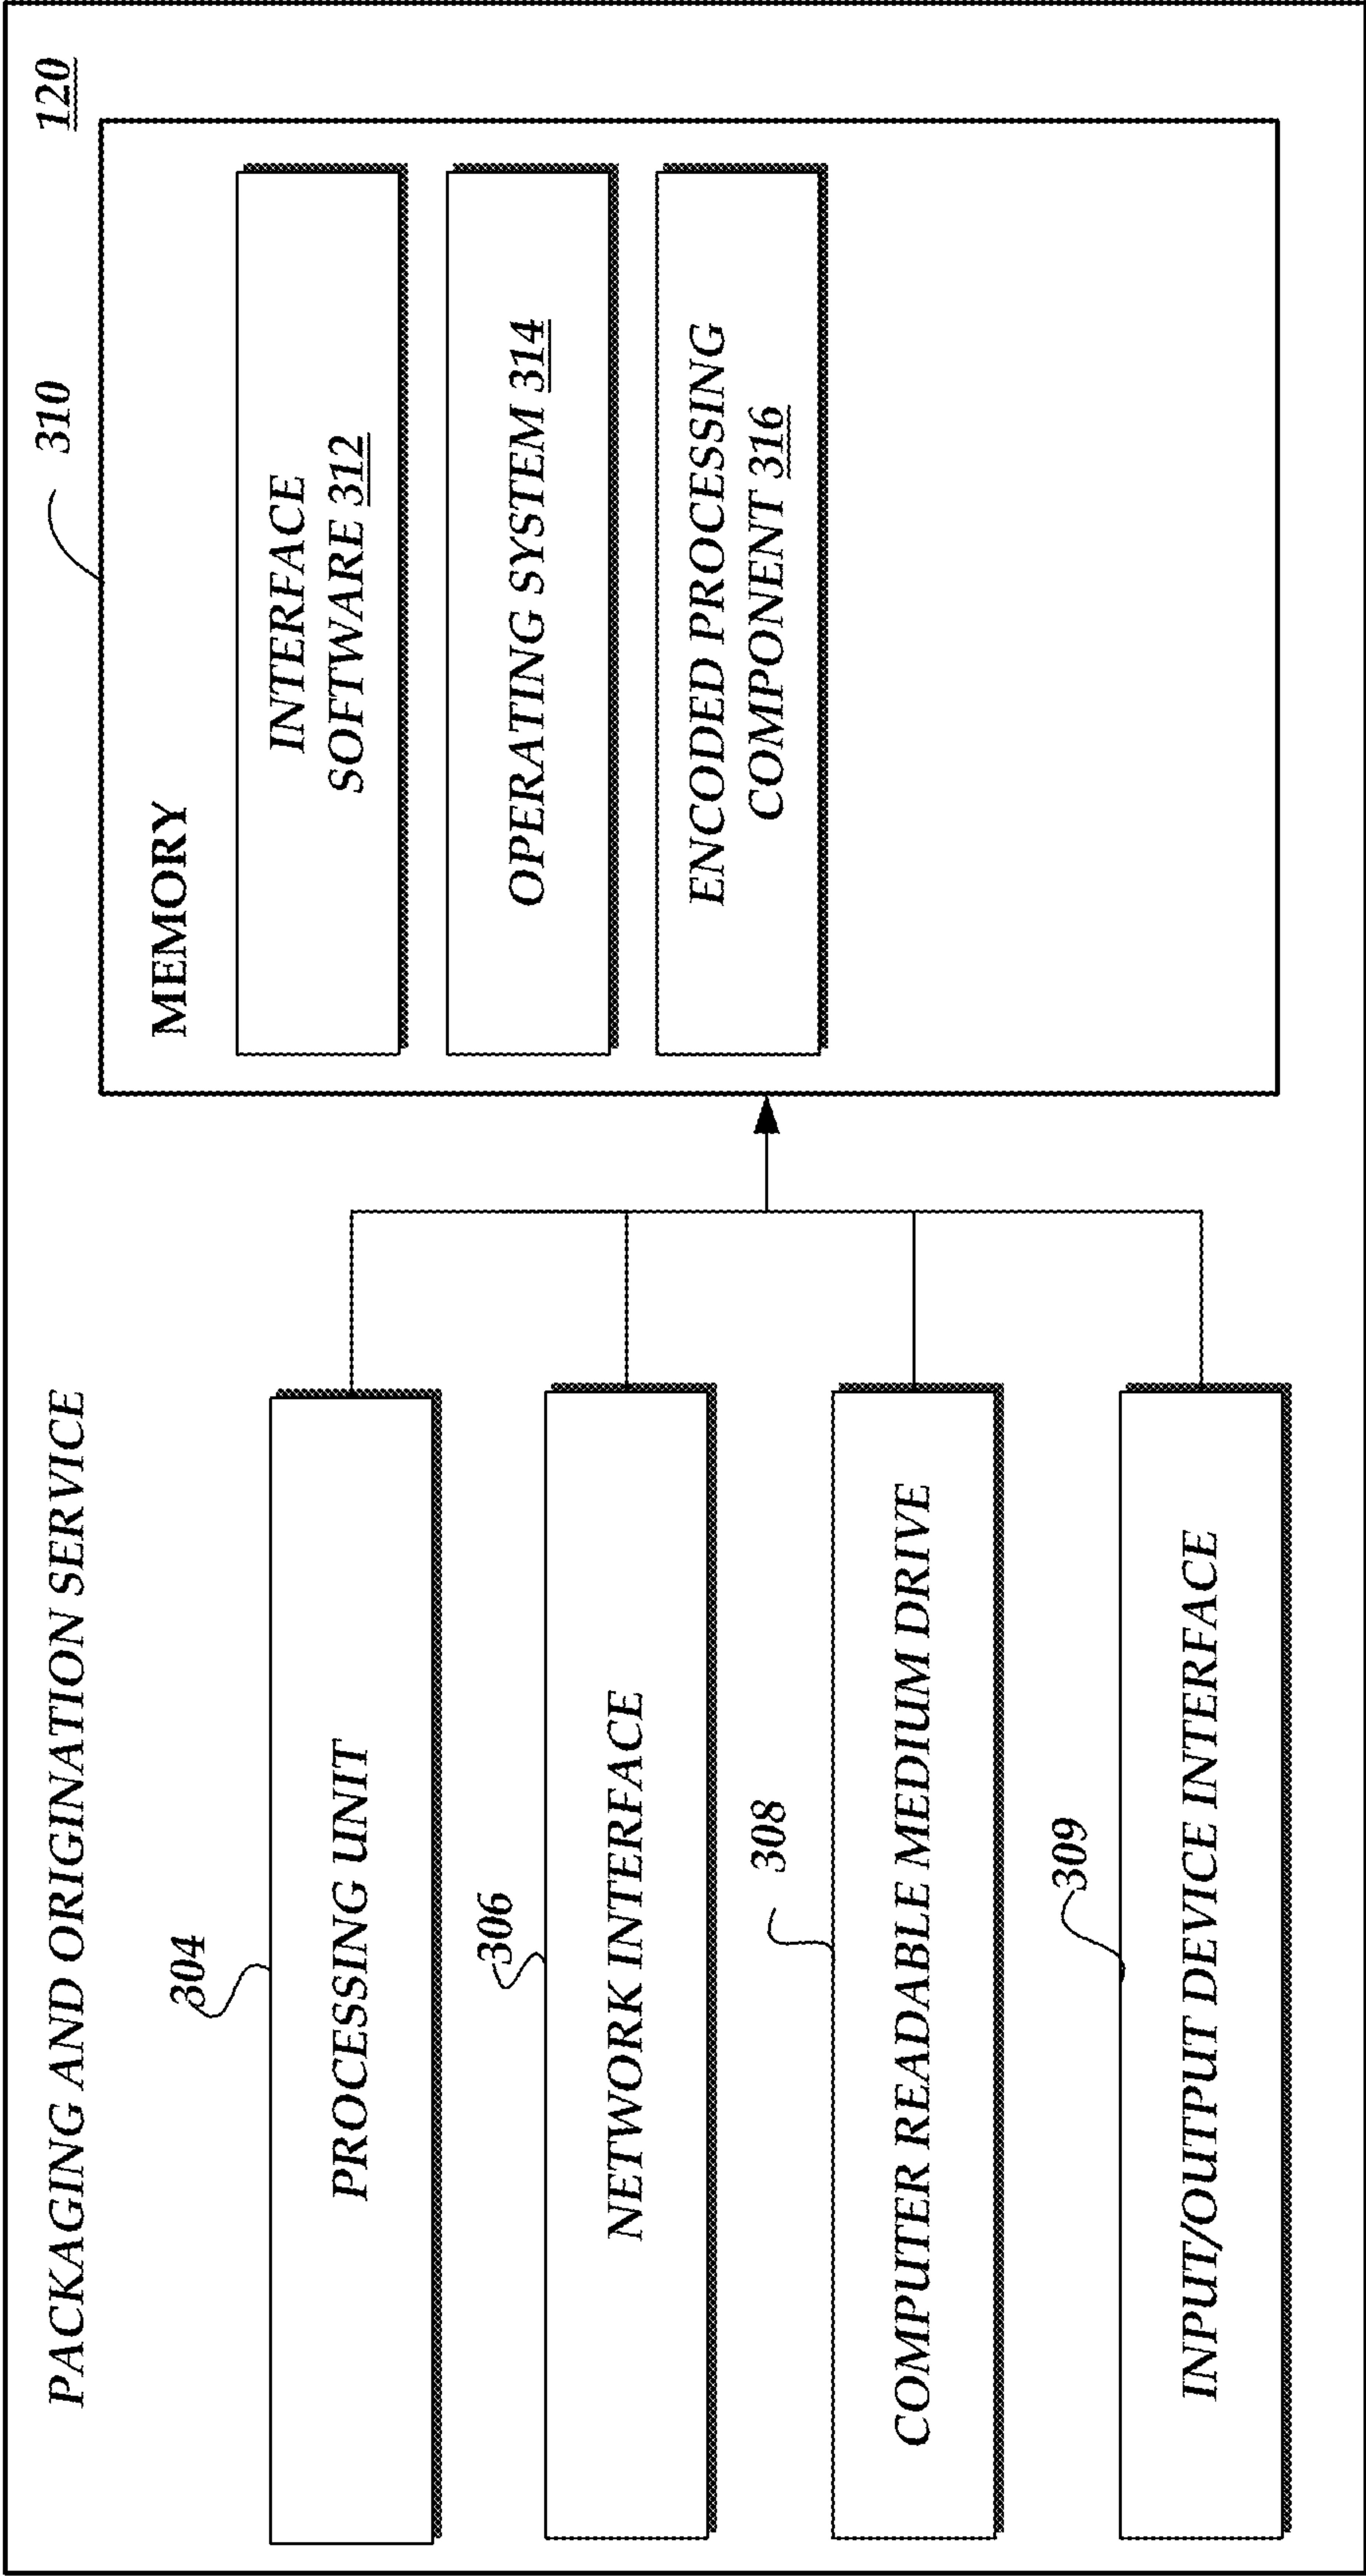 PACKAGING AND ORIGINATION SERVICE
120
304
PROCESSING UNIT
306
NETWORK INTERFACE
308
COMPUTER READABLE MEDIUM DRIVE
309
INPUT/OUTPUT DEVICE INTERFACE
310
MEMORY
INTERFACE
SOFTWARE 312
OPERATING SYSTEM 314
ENCODED PROCESSING
COMPONENT 316